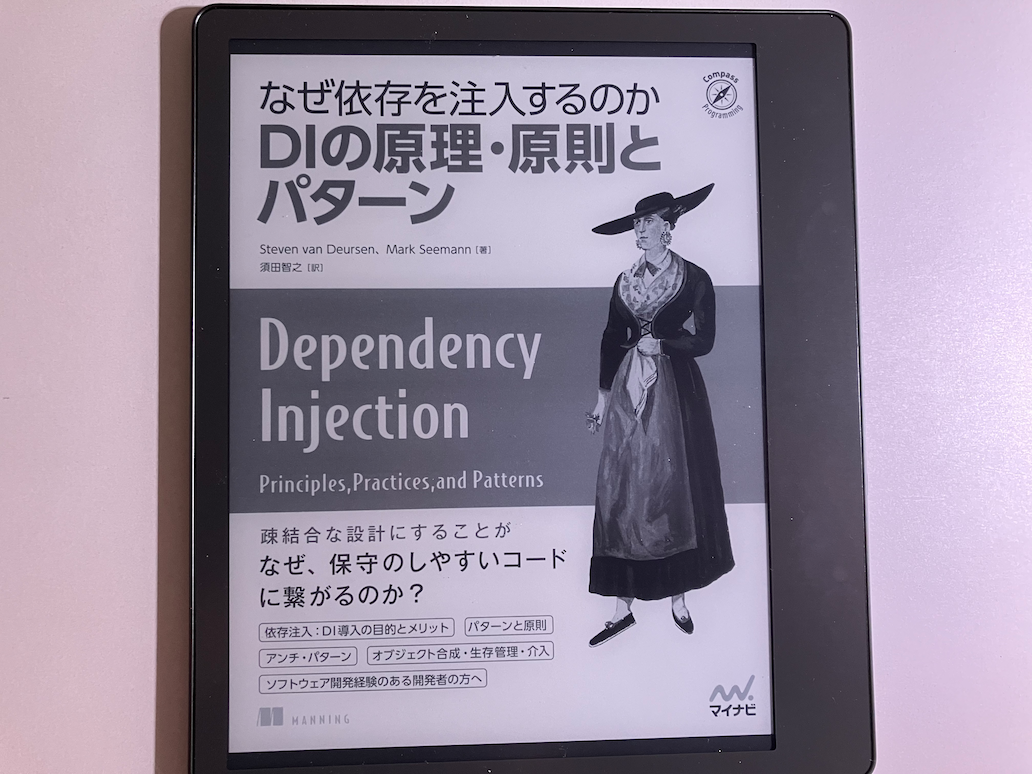 なぜ依存を注入するのか
DIの原理・原則と
パターン
Compass
Programming
Steven van Deursen、Mark Seemann［著］
須田智之［訳］
Dependency
Injection
Principles,Practices,and Patterns
疎結合な設計にすることが
なぜ、保守のしやすいコード
に繋がるのか？
依存注入：DI導入の目的とメリット
パターンと原則
アンチ・パターン
オブジェクト合成・生存管理・介入
ソフトウェア開発経験のある開発者の方へ
MANNING
マイナビ